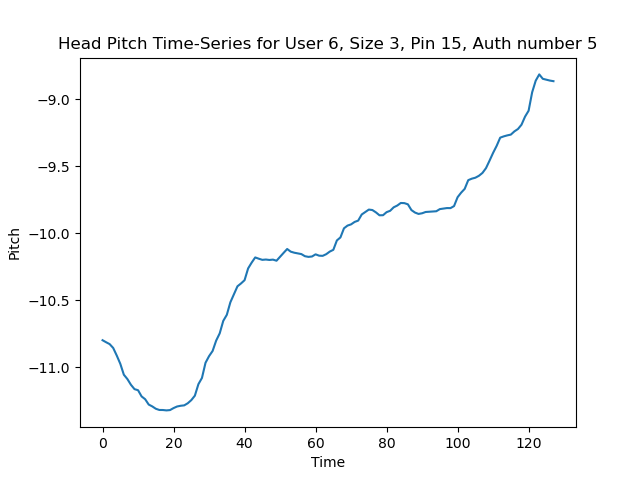 Head Pitch Time-Series for User 6, Size 3, Pin 15, Auth number 5
−9.0
−9.5
−10.0
−10.5
−11.0
Pitch
0 20 40 60 80 100 120
Time